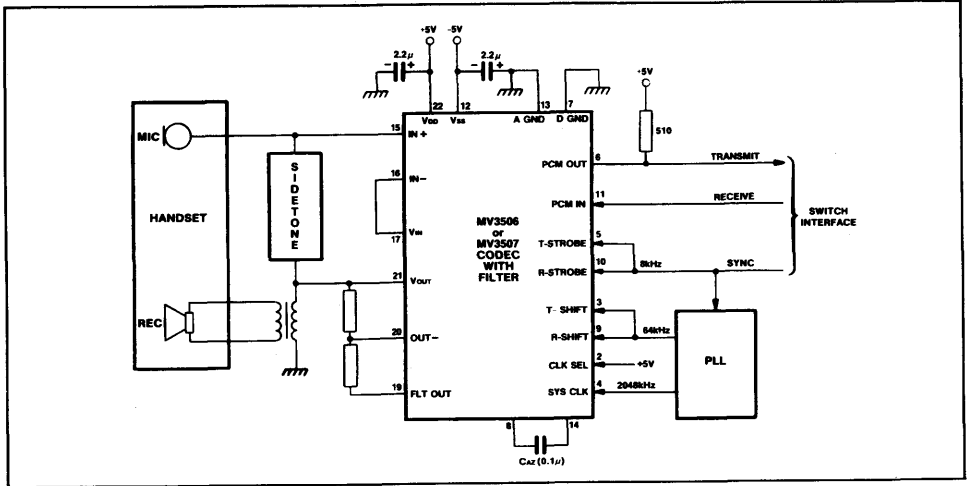 +5V
-5V
2.2µ
2.2µ
22
12
13
7
VDD
VSS
A GND
D GND
+5V
510
MIC
15
IN+
SIDETONE
16
IN-
17
VIN
HANDSET
MV3506
or
MV3507
CODEC
WITH
FILTER
PCM OUT
6
TRANSMIT
PCM IN
11
RECEIVE
SWITCH
INTERFACE
T-STROBE
5
R-STROBE
10
8kHz
SYNC
21
VOUT
REC
20
OUT-
19
FLT OUT
T-SHIFT
3
R-SHIFT
9
64kHz
CLK SEL
2
+5V
SYS CLK
4
2048kHz
PLL
8
14
CAZ (0.1µ)